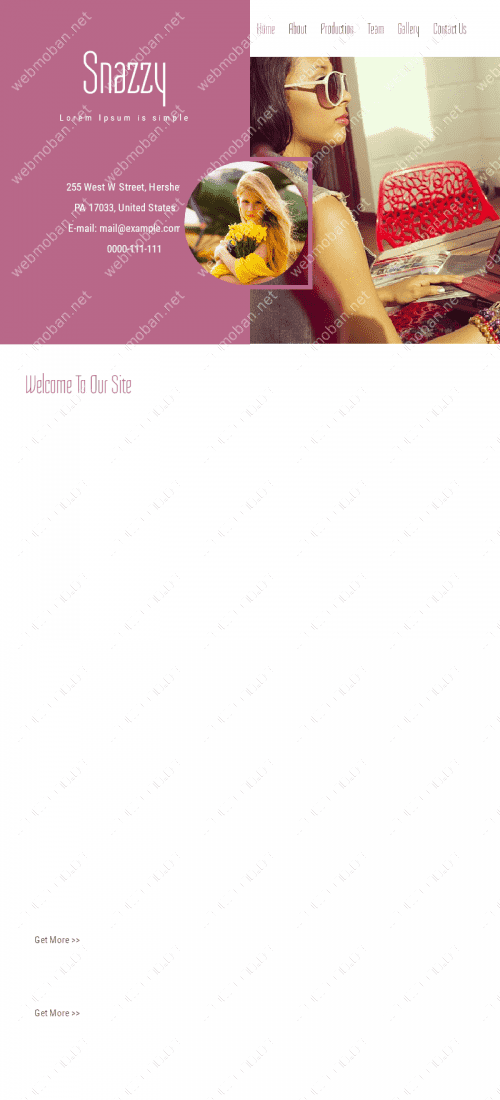 Home About Production Team Gallery Contact Us
Snazzy
Lorem Ipsum is simple
255 West W Street, Hershe
PA 17033, United States
E-mail: mail@example.com
0000-111-111
Welcome To Our Site
Get More >>
Get More >>
webmoban.net